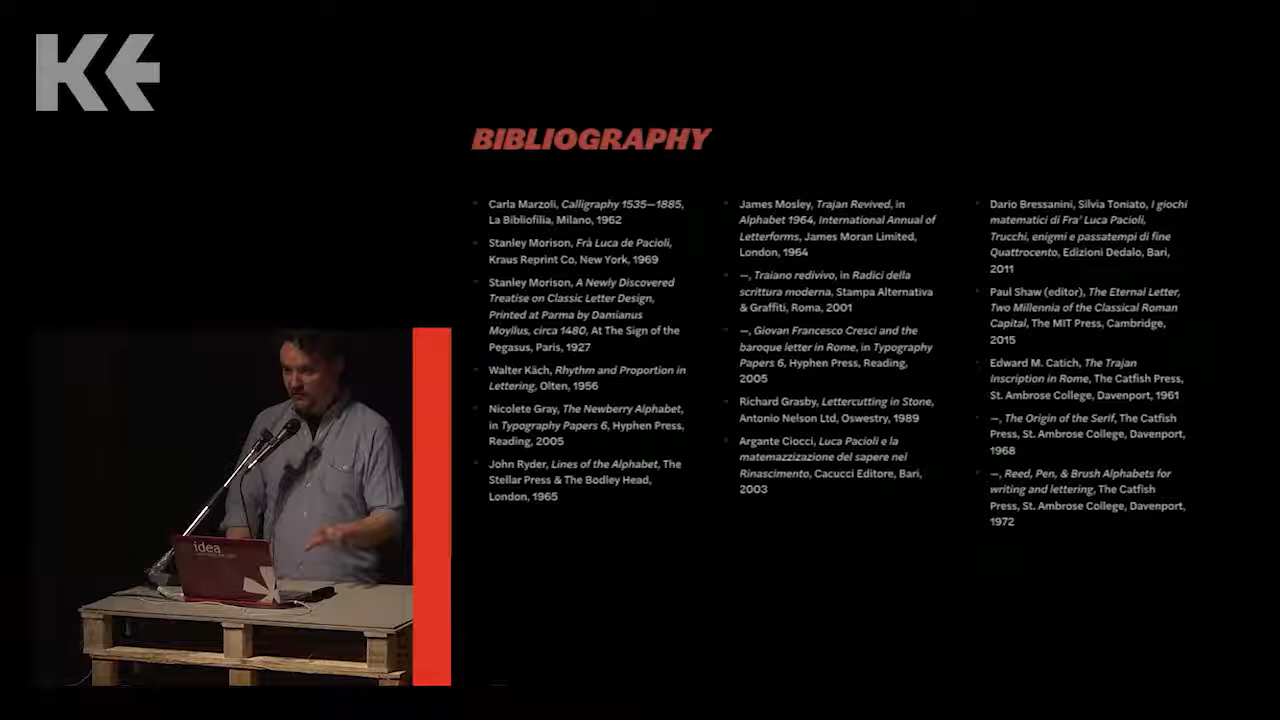 KE
BIBLIOGRAPHY
Carla Marzoli, Calligraphy 1535—1885,
La Bibliofilia, Milano, 1962
Stanley Morison, Frà Luca de Pacioli,
Kraus Reprint Co, New York, 1969
Stanley Morison, A Newly Discovered
Treatise on Classic Letter Design,
Printed at Parma by Damianus
Moyllus, circa 1480, At The Sign of the
Pegasus, Paris, 1927
Walter Käch, Rhythm and Proportion in
Lettering, Olten, 1956
Nicolete Gray, The Newberry Alphabet,
in Typography Papers 6, Hyphen Press,
Reading, 2005
John Ryder, Lines of the Alphabet, The
Stellar Press & The Bodley Head,
London, 1965
James Mosley, Trajan Revived, in
Alphabet 1964, International Annual of
Letterforms, James Moran Limited,
London, 1964
—, Traiano redivivo, in Radici della
scrittura moderna, Stampa Alternativa
& Graffiti, Roma, 2001
—, Giovan Francesco Cresci and the
baroque letter in Rome, in Typography
Papers 6, Hyphen Press, Reading,
2005
Richard Grasby, Lettercutting in Stone,
Antonio Nelson Ltd, Oswestry, 1989
Argante Ciocci, Luca Pacioli e la
matemazzizione del sapere nel
Rinascimento, Cacucci Editore, Bari,
2003
Dario Bressanini, Silvia Toniato, I giochi
matematici di Fra' Luca Pacioli,
Trucchi, enigmi e passatempi di fine
Quattrocento, Edizioni Dedalo, Bari,
2011
Paul Shaw (editor), The Eternal Letter,
Two Millennia of the Classical Roman
Capital, The MIT Press, Cambridge,
2015
Edward M. Catich, The Trajan
Inscription in Rome, The Catfish Press,
St. Ambrose College, Davenport, 1961
—, The Origin of the Serif, The Catfish
Press, St. Ambrose College, Davenport,
1968
—, Reed, Pen, & Brush Alphabets for
writing and lettering, The Catfish
Press, St. Ambrose College, Davenport,
1972
idea